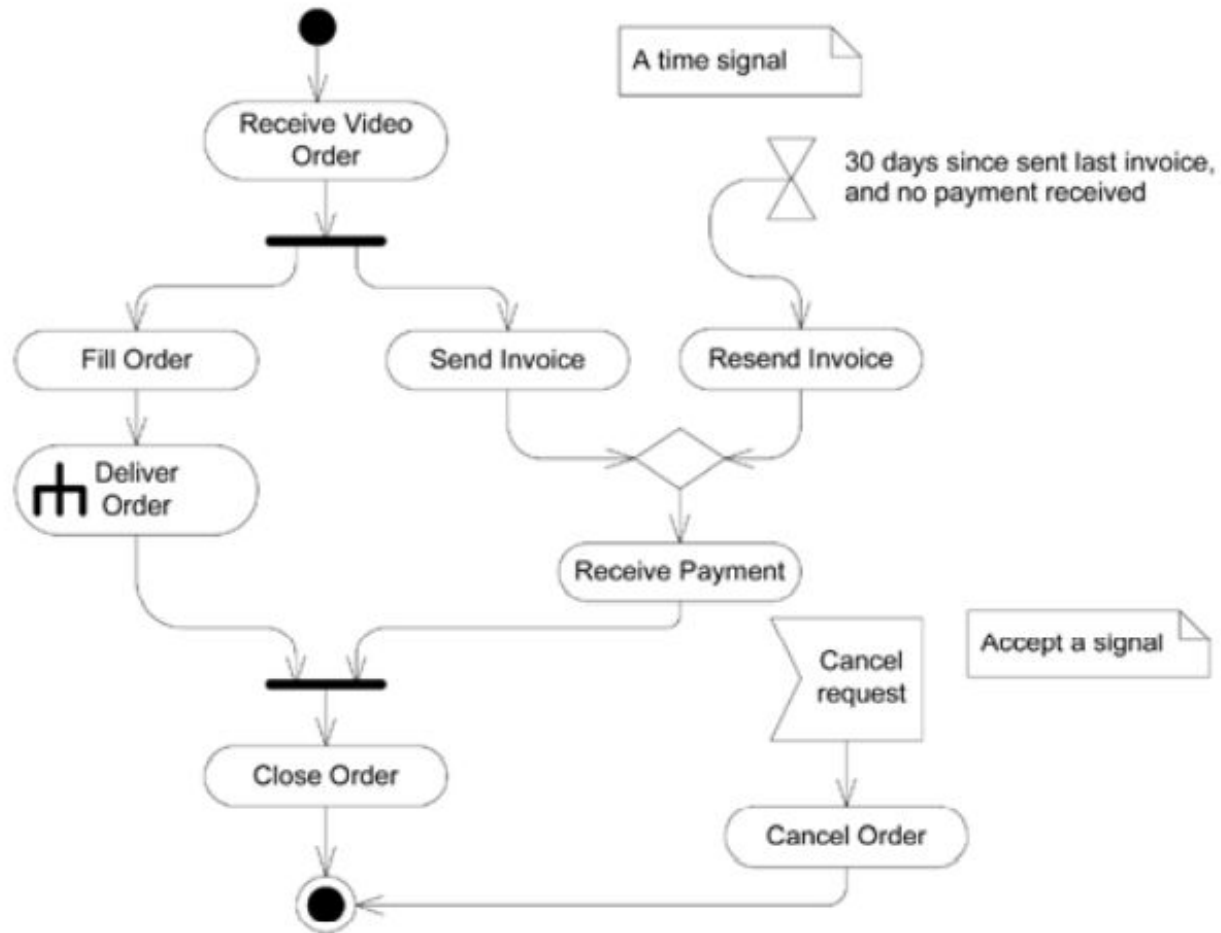 A time signal
Receive Video
Order
30 days since sent last invoice,
and no payment received
Fill Order
Send Invoice
Resend Invoice
Deliver
Order
Receive Payment
Cancel
request
Accept a signal
Close Order
Cancel Order